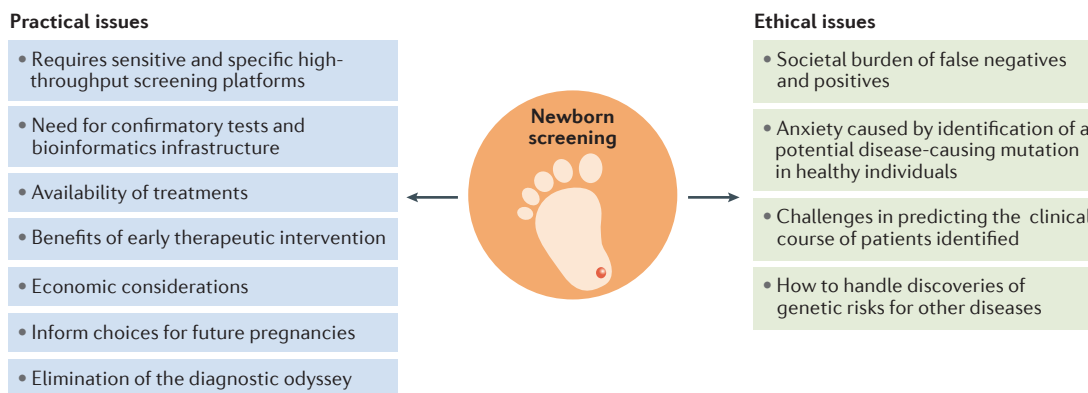 Practical issues
• Requires sensitive and specific high-
throughput screening platforms
• Need for confirmatory tests and
bioinformatics infrastructure
• Availability of treatments
• Benefits of early therapeutic intervention
• Economic considerations
• Inform choices for future pregnancies
• Elimination of the diagnostic odyssey
Newborn
screening
Ethical issues
• Societal burden of false negatives
and positives
• Anxiety caused by identification of a
potential disease-causing mutation
in healthy individuals
• Challenges in predicting the clinical
course of patients identified
• How to handle discoveries of
genetic risks for other diseases